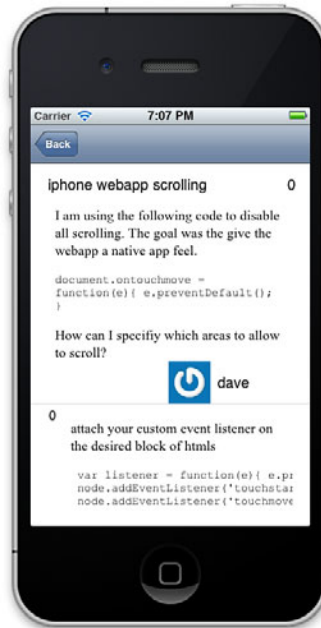 Carrier 7:07 PM
Back
iphone webapp scrolling 0
I am using the following code to disable
all scrolling. The goal was the give the
webapp a native app feel.
document.ontouchmove =
function(e){ e.preventDefault();
}
How can I specifiy which areas to allow
to scroll?
dave
0
attach your custom event listener on
the desired block of htmls
var listener = function(e){ e.pr
node.addEventListener('touchstar
node.addEventListener('touchmove